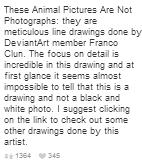 These Animal Pictures Are Not
Photographs: they are
meticulous line drawings done by
DeviantArt member Franco
Clun. The focus on detail is
incredible in this drawing and at
first glance it seems almost
impossible to tell that this is a
drawing and not a black and
white photo. I suggest clicking
on the link to check out some
other drawings done by this
artist.
1364 345